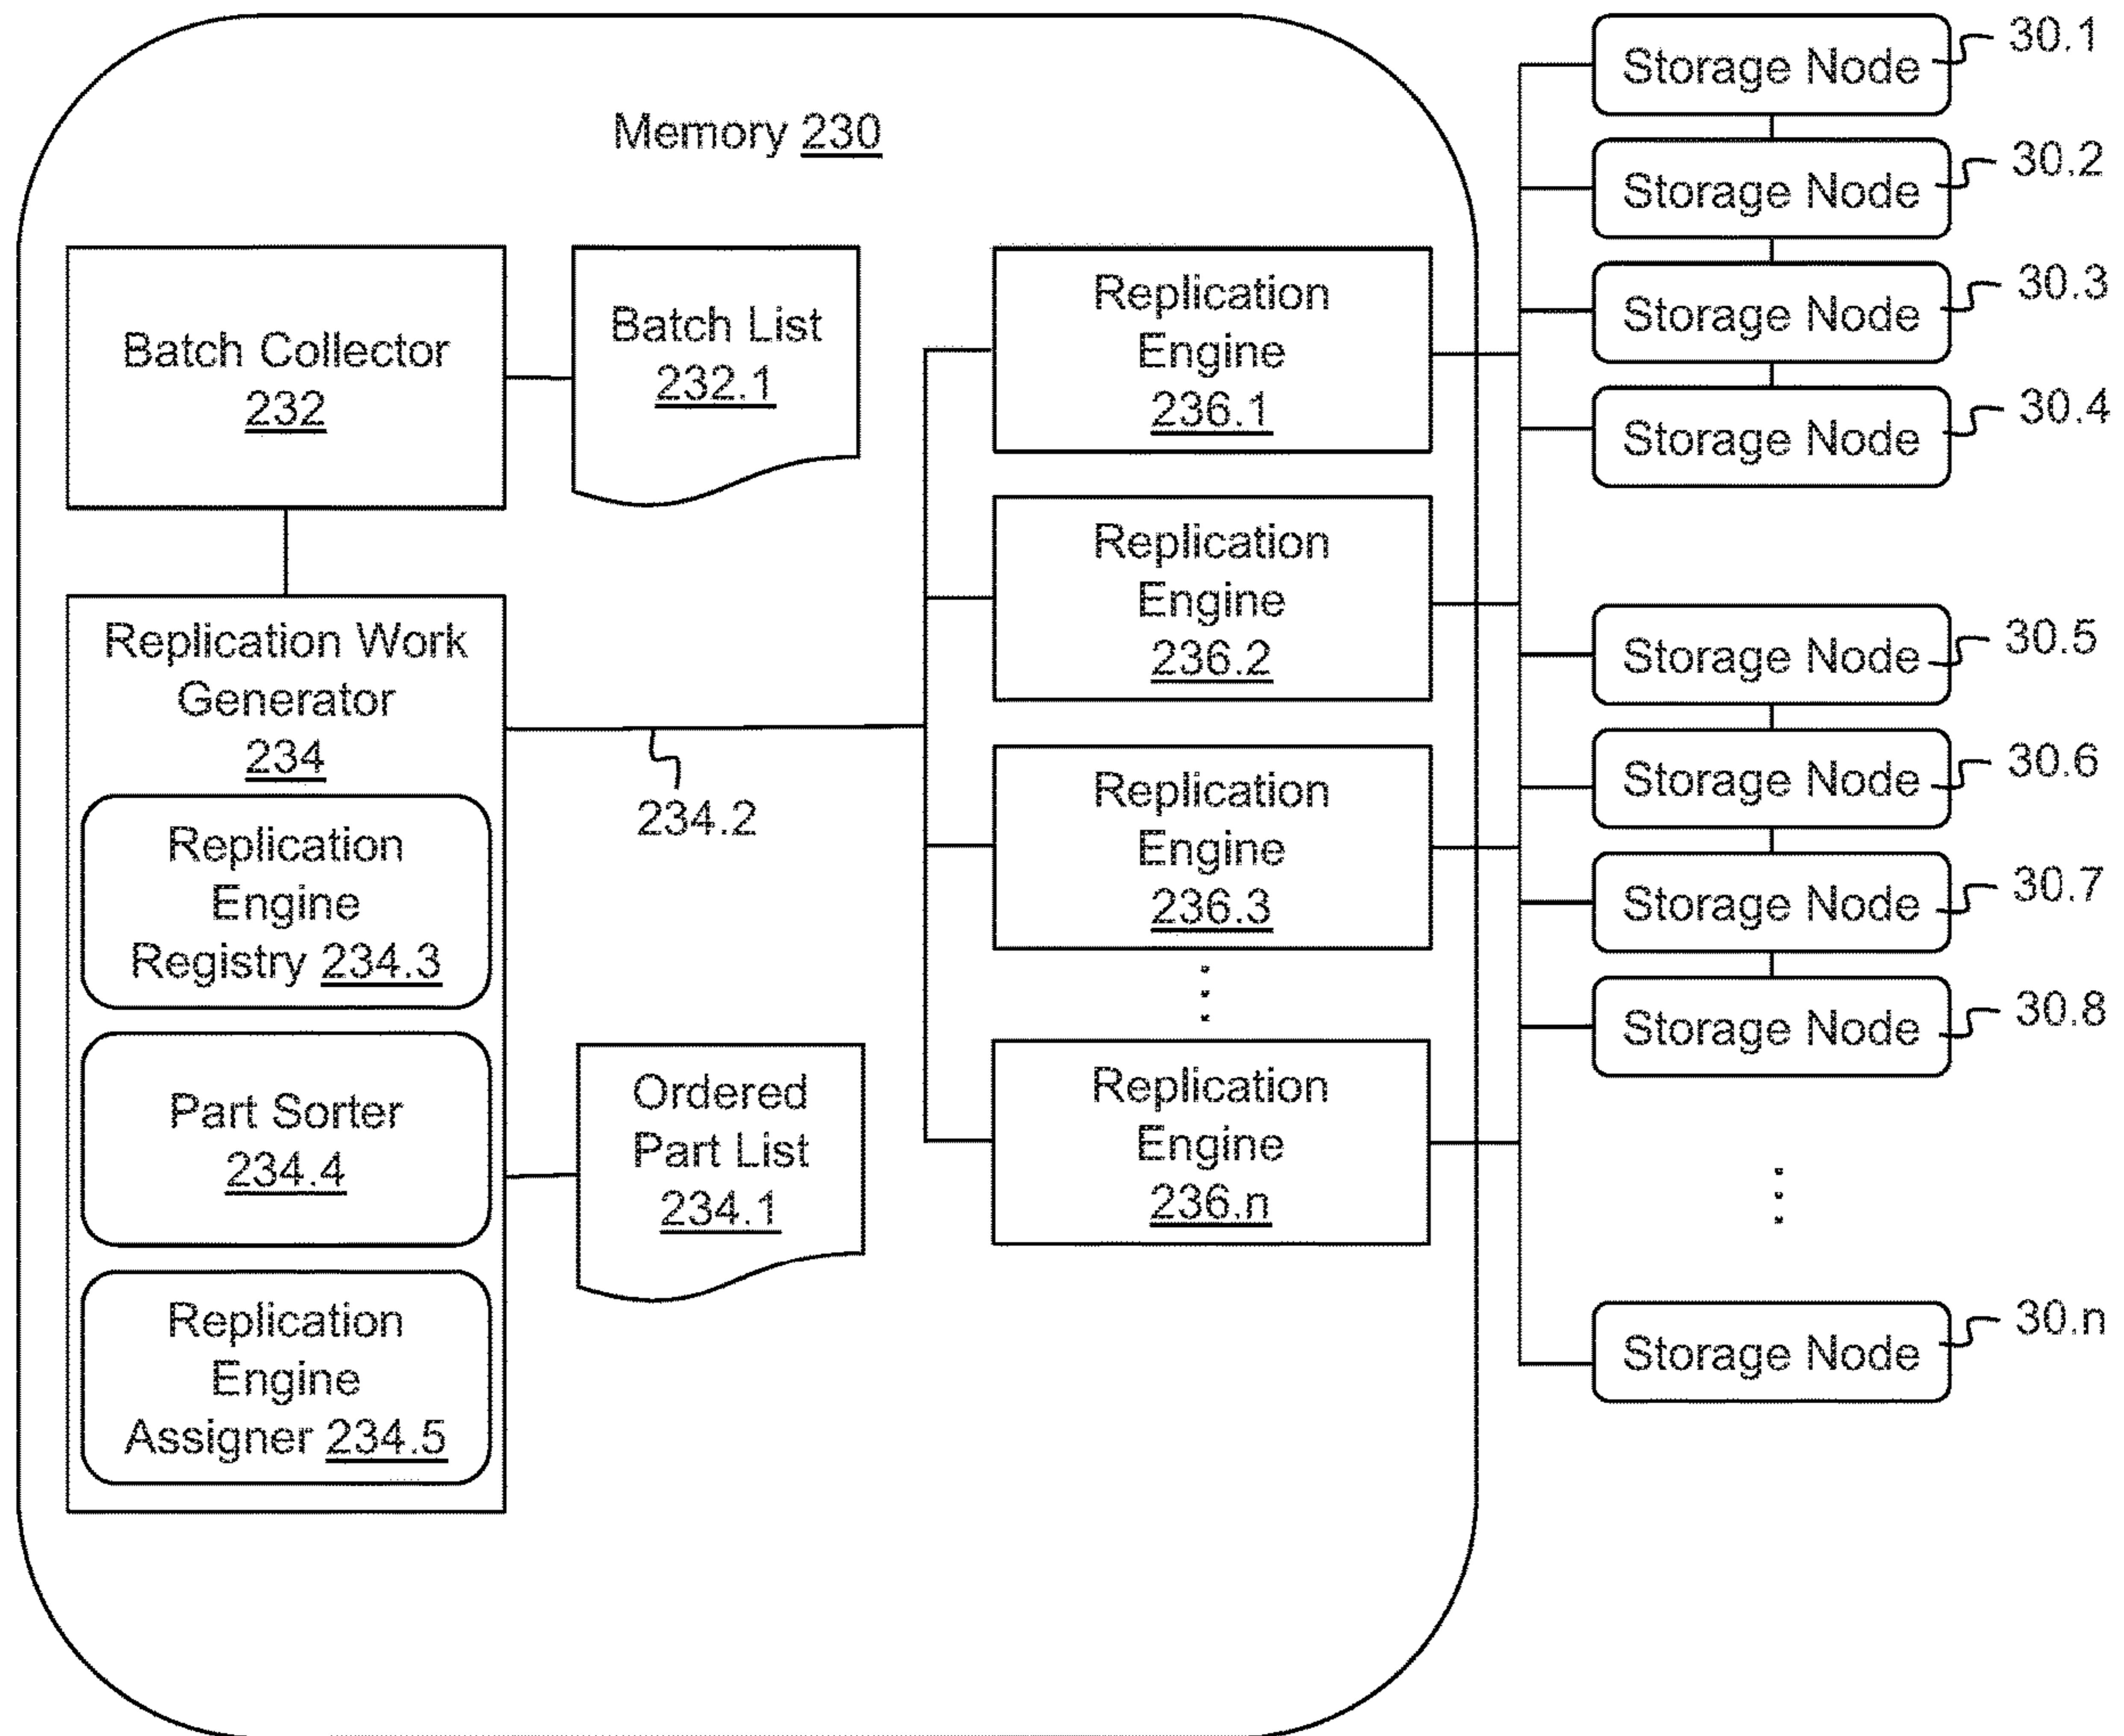 Memory 230
Batch Collector
232
Batch List
232.1
Replication Work
Generator
234
Replication
Engine
Registry 234.3
Part Sorter
234.4
Replication
Engine
Assigner 234.5
234.2
Ordered
Part List
234.1
Replication
Engine
236.1
Replication
Engine
236.2
Replication
Engine
236.3
Replication
Engine
236.n
Storage Node
30.1
Storage Node
30.2
Storage Node
30.3
Storage Node
30.4
Storage Node
30.5
Storage Node
30.6
Storage Node
30.7
Storage Node
30.8
Storage Node
30.n